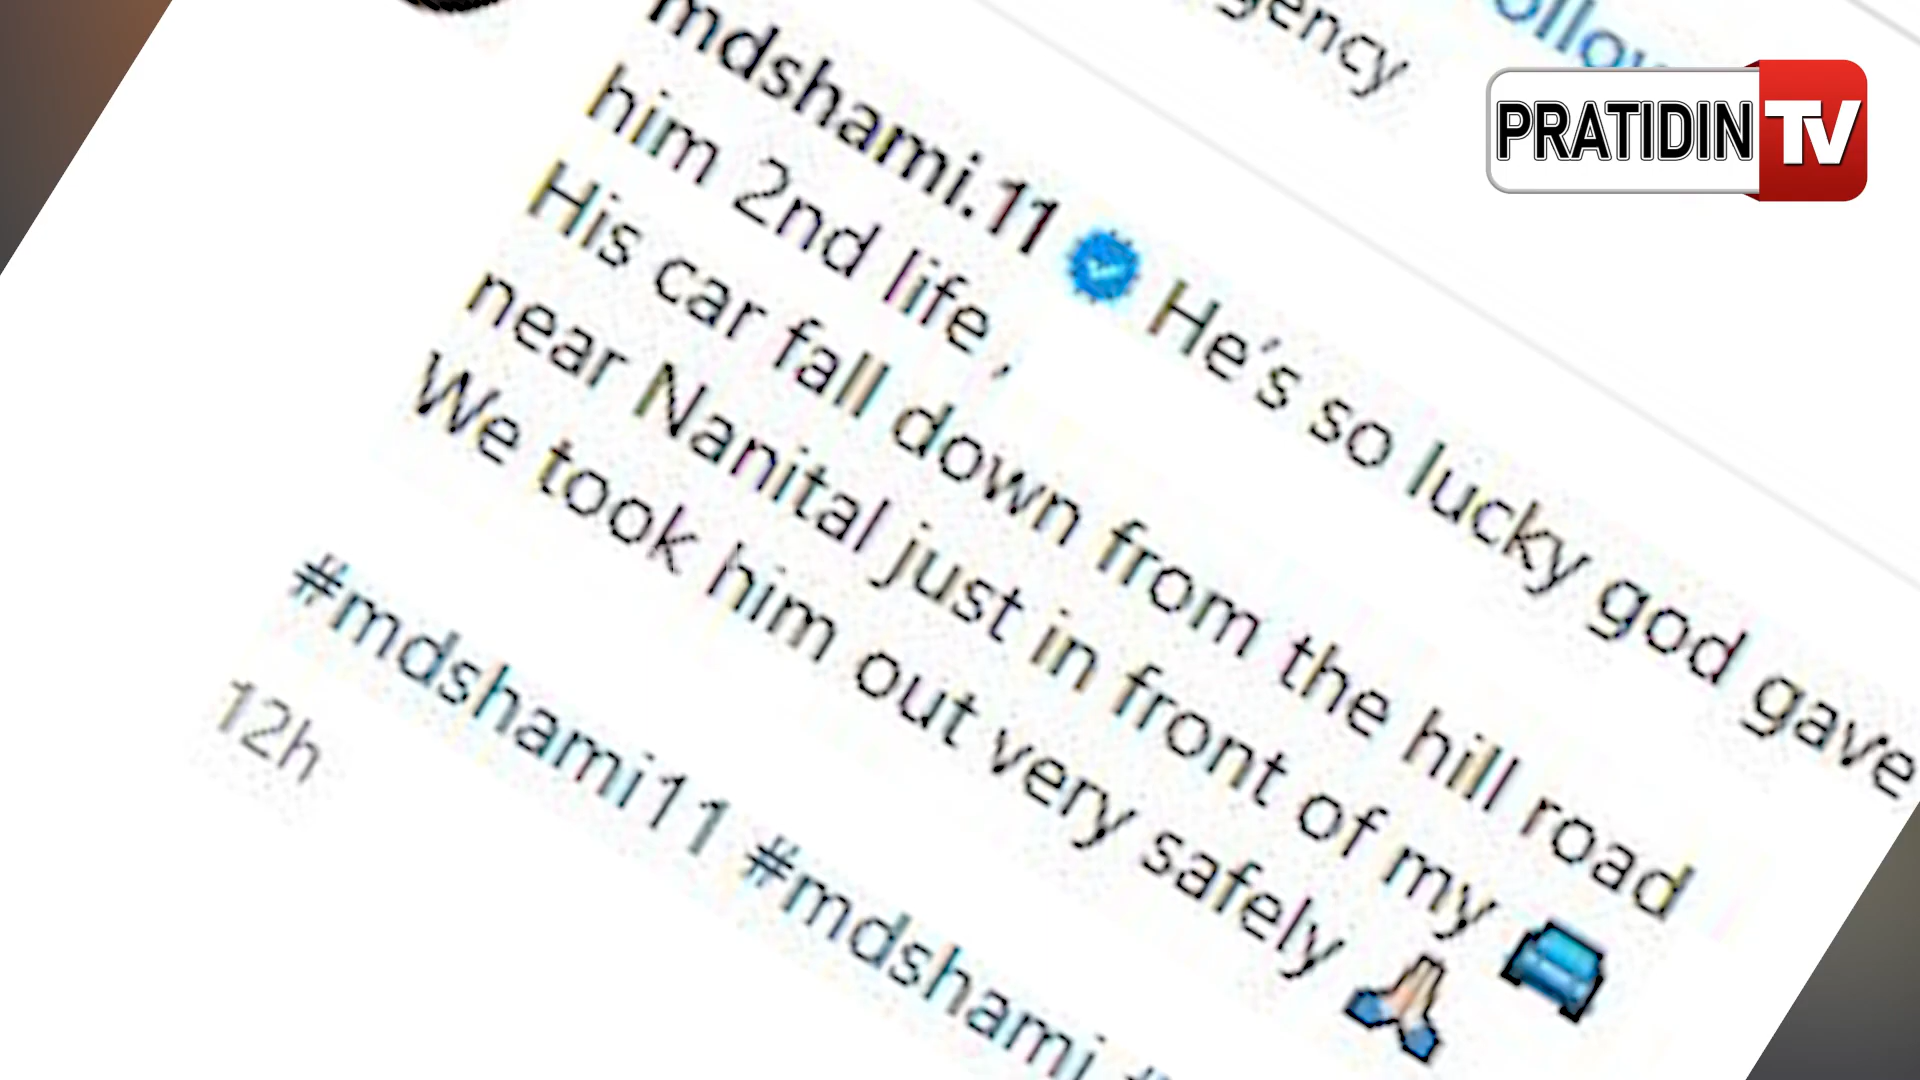 PRATIDIN TV
mdshami.11 He's so lucky god gave
him 2nd life,
His car fall down from the hill road
near Nanital just in front of my 🚘
We took him out very safely 🙏🏻
#mdshami11 #mdshami #
12h